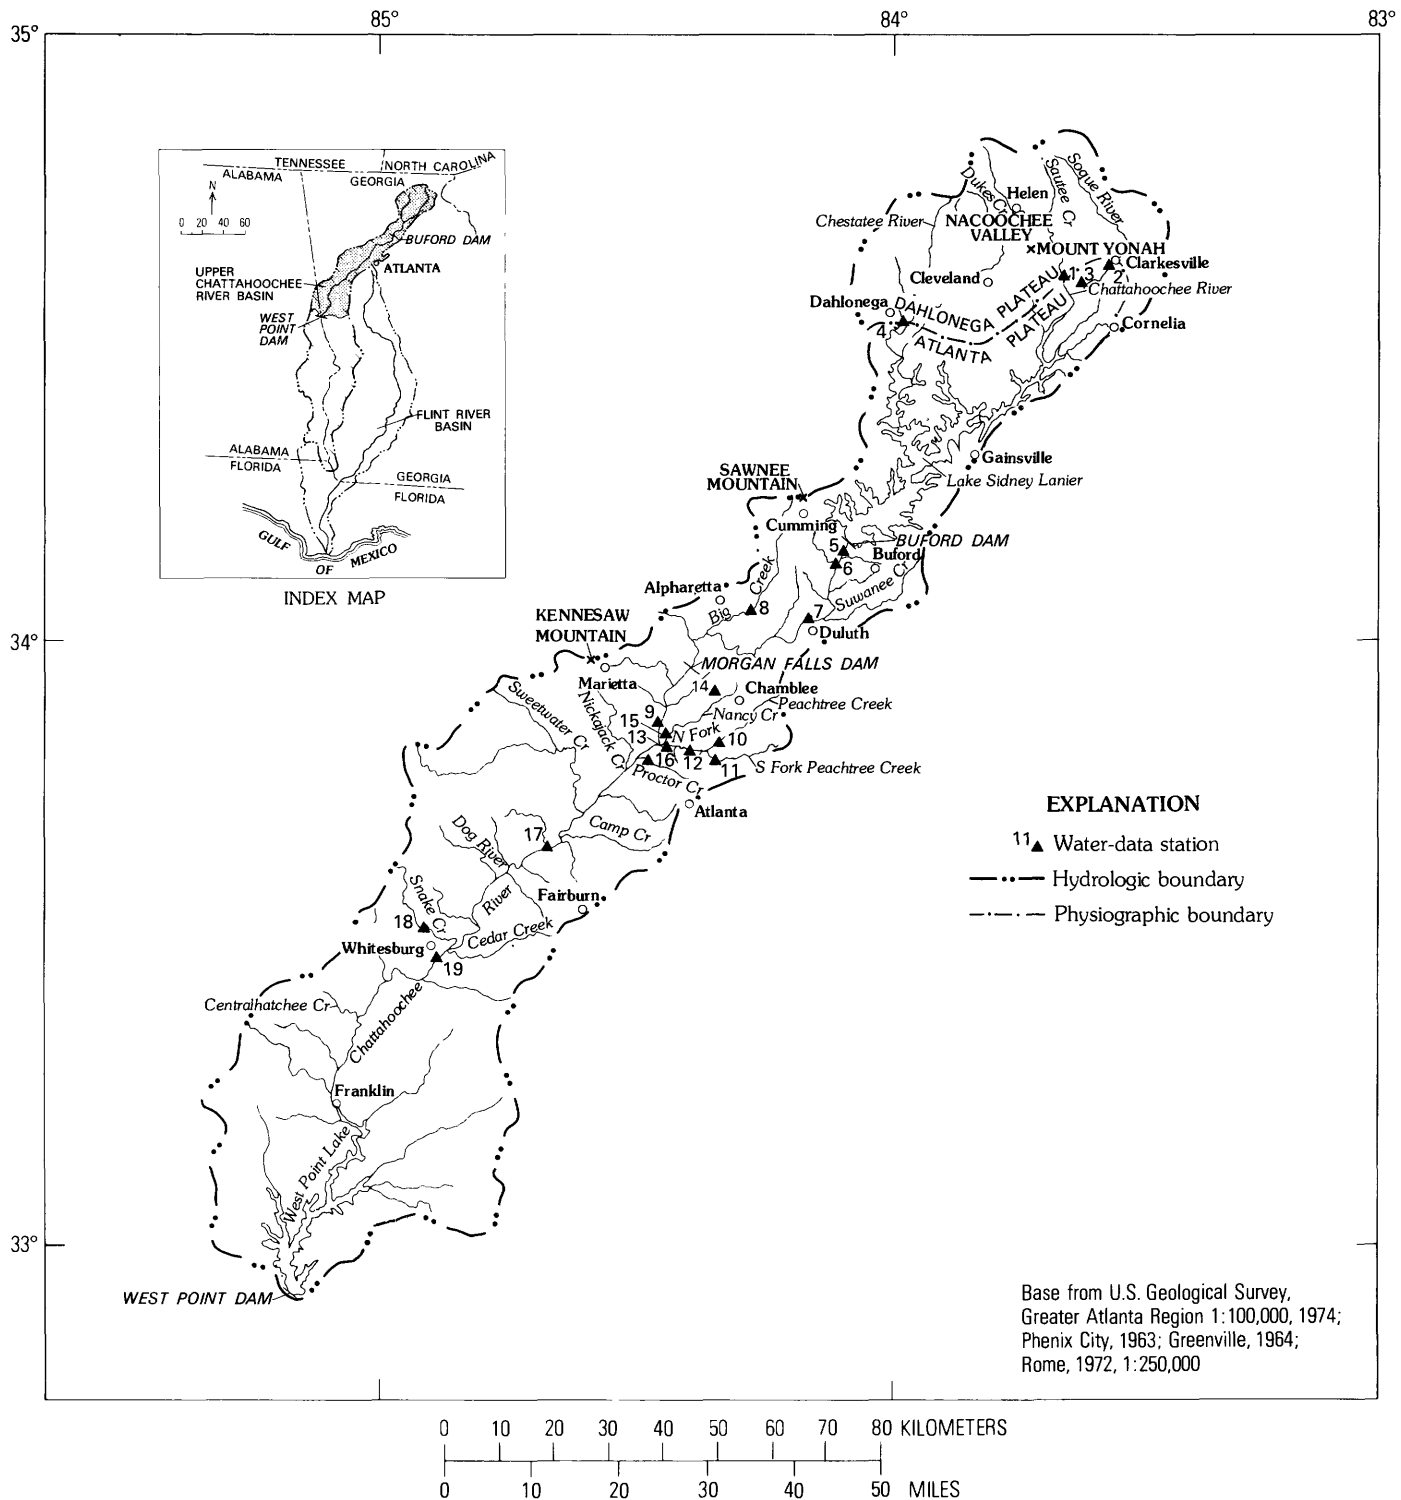 85°
84°
83°
35°
TENNESSEE
NORTH CAROLINA
ALABAMA
GEORGIA
N
0 20 40 60
BUFORD DAM
ATLANTA
UPPER
CHATTAHOOCHEE
RIVER BASIN
WEST
POINT
DAM
FLINT RIVER
BASIN
ALABAMA
FLORIDA
GEORGIA
FLORIDA
GULF
OF
MEXICO
INDEX MAP
Dukes Cr
Helen
Sautee Cr
Soque River
Chestatee River
NACOOCHEE
VALLEY
MOUNT YONAH
Clarkesville
1
3
2
Cleveland
Chattahoochee River
Dahlonega
DAHLONEGA PLATEAU
4
ATLANTA PLATEAU
Cornelia
Gainsville
Lake Sidney Lanier
SAWNEE
MOUNTAIN
Cumming
5
BUFORD DAM
Buford
6
Suwanee Cr
Alpharetta
Big Creek
8
7
Duluth
34°
KENNESAW
MOUNTAIN
MORGAN FALLS DAM
Marietta
14
Chamblee
Peachtree Creek
Nancy Cr
Sweetwater Cr
Nickajack Cr
9
15
13
N Fork
10
16
12
11
S Fork Peachtree Creek
Proctor Cr
Atlanta
Camp Cr
17
Dog River
EXPLANATION
11 Water-data station
Hydrologic boundary
Physiographic boundary
Snake Cr
River
Fairburn
18
Whitesburg
Cedar Creek
19
Centralhatchee Cr
Chattahoochee
Franklin
West Point Lake
33°
WEST POINT DAM
Base from U.S. Geological Survey,
Greater Atlanta Region 1:100,000, 1974;
Phenix City, 1963; Greenville, 1964;
Rome, 1972, 1:250,000
0 10 20 30 40 50 60 70 80 KILOMETERS
0 10 20 30 40 50 MILES